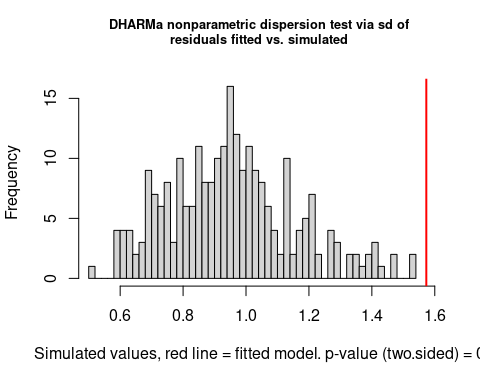 DHARMa nonparametric dispersion test via sd of
residuals fitted vs. simulated
Frequency
0
5
10
15
0.6 0.8 1.0 1.2 1.4 1.6
Simulated values, red line = fitted model. p-value (two.sided) =